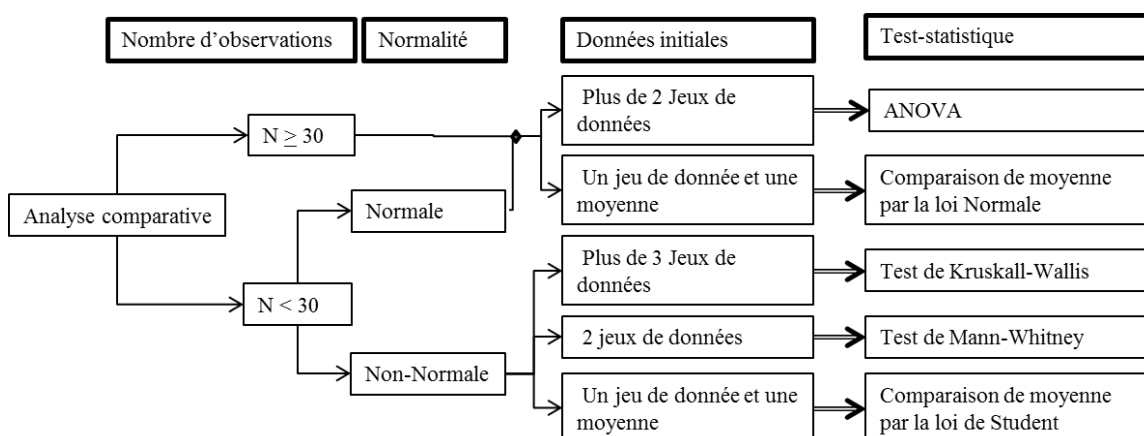 Nombre d’observations
Normalité
Données initiales
Test-statistique
Plus de 2 Jeux de
données
ANOVA
N ≥ 30
Un jeu de donnée et une
moyenne
Comparaison de moyenne
par la loi Normale
Analyse comparative
Normale
Plus de 3 Jeux de
données
Test de Kruskall-Wallis
N < 30
2 jeux de données
Test de Mann-Whitney
Non-Normale
Un jeu de donnée et une
moyenne
Comparaison de moyenne
par la loi de Student